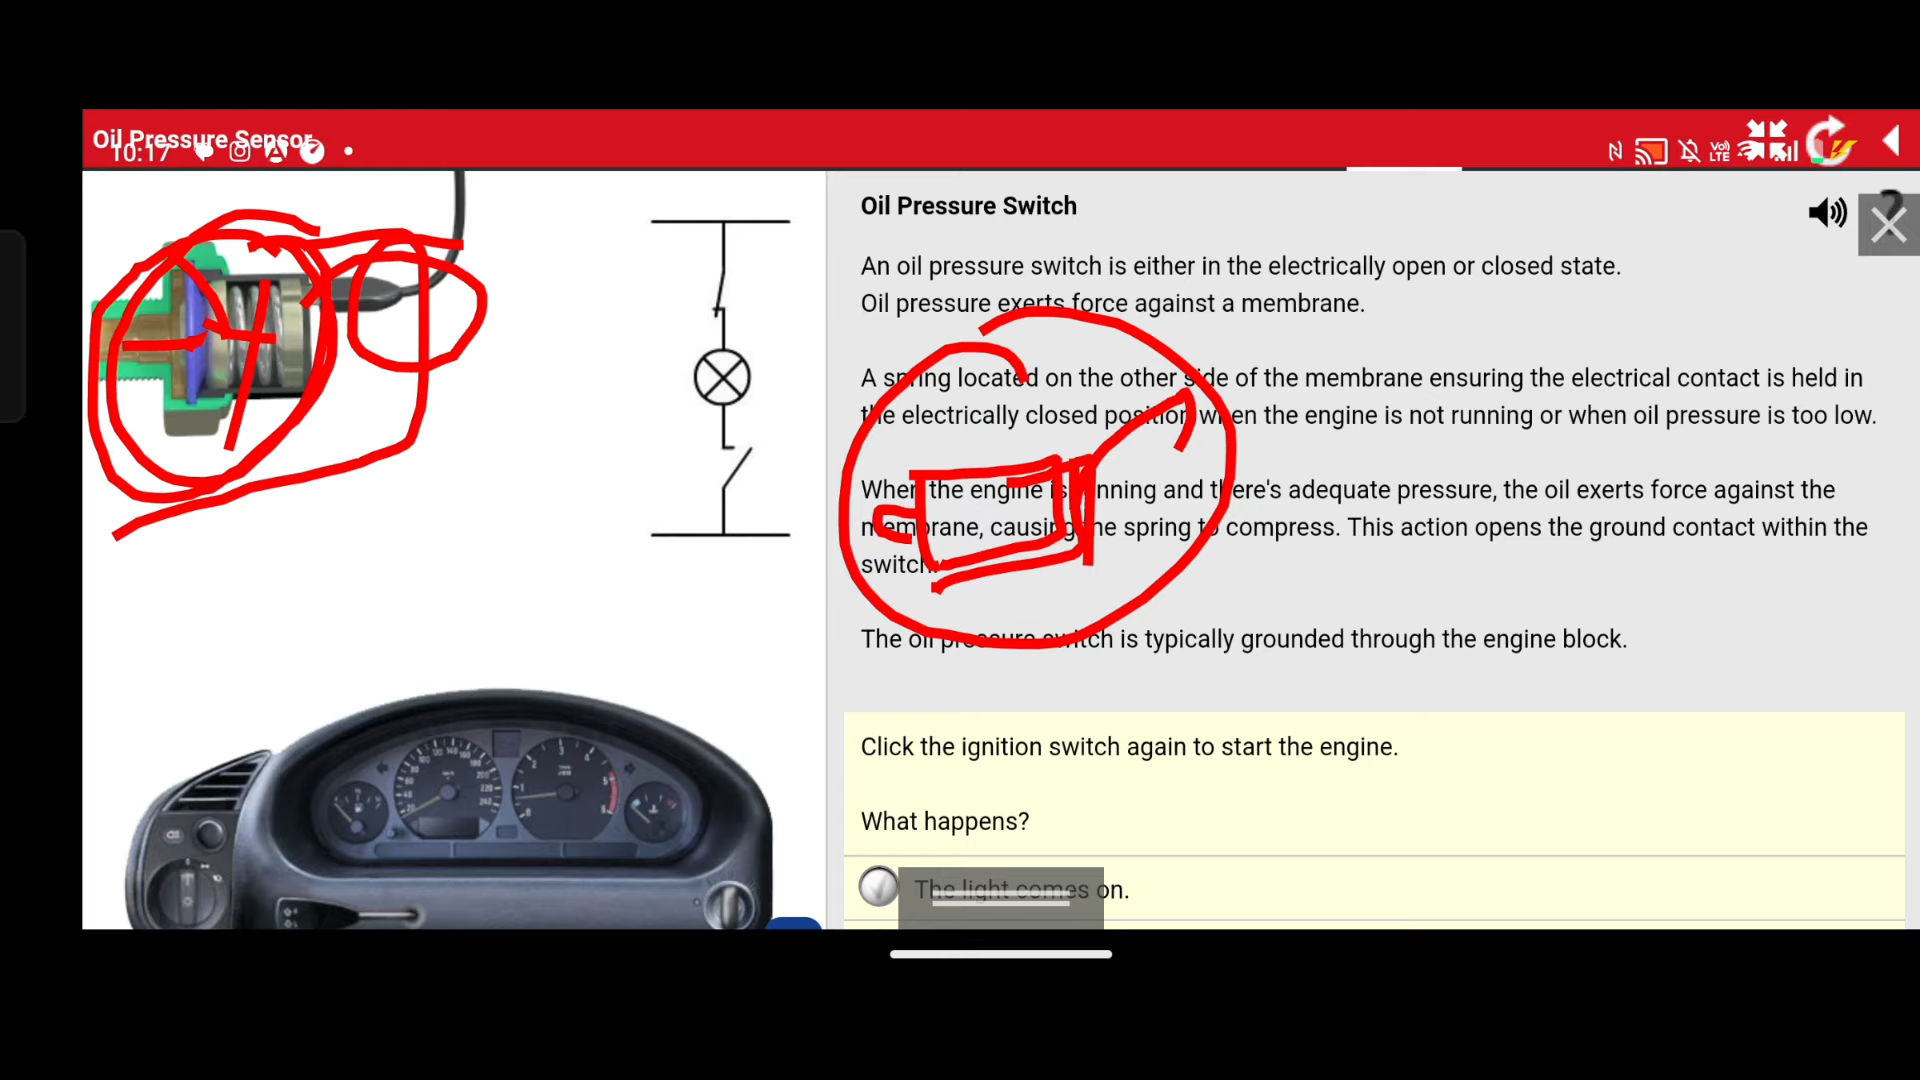 Oil Pressure Sensor
10:17
Oil Pressure Switch
An oil pressure switch is either in the electrically open or closed state.
Oil pressure exerts force against a membrane.
A spring located on the other side of the membrane ensuring the electrical contact is held in
the electrically closed position when the engine is not running or when oil pressure is too low.
When the engine is running and there's adequate pressure, the oil exerts force against the
membrane, causing the spring to compress. This action opens the ground contact within the
switch.
The oil pressure switch is typically grounded through the engine block.
Click the ignition switch again to start the engine.
What happens?
The light comes on.